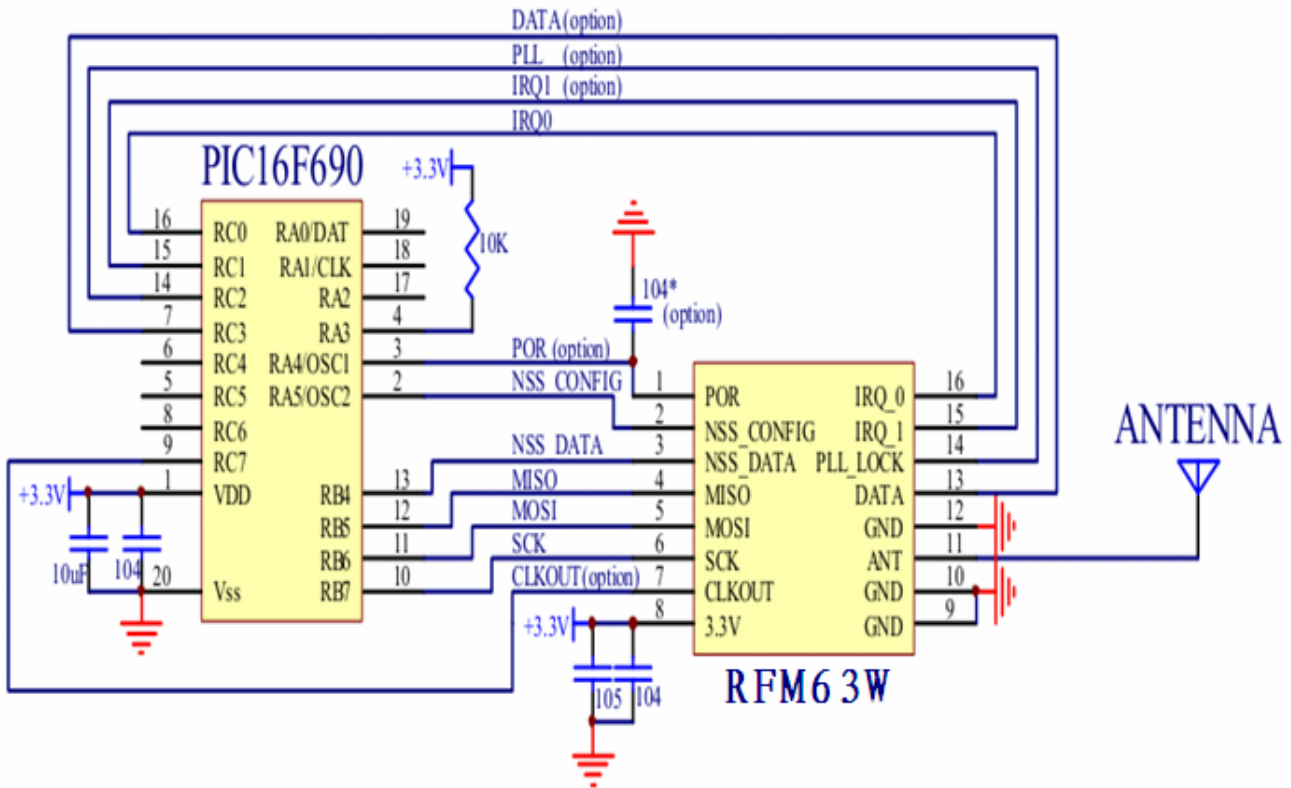 DATA(option)
PLL (option)
IRQ1 (option)
IRQ0
PIC16F690
+3.3V
10K
16 RC0 RA0/DAT 19
15 RC1 RA1/CLK 18
14 RC2 RA2 17
7 RC3 RA3 4
6 RC4 RA4/OSC1 3
5 RC5 RA5/OSC2 2
8 RC6
9 RC7
1 VDD RB4 13
RB5 12
RB6 11
20 Vss RB7 10
+3.3V
10uF 104
104*
(option)
POR (option)
NSS CONFIG
NSS DATA
MISO
MOSI
SCK
CLKOUT(option)
+3.3V
105 104
1 POR IRQ_0 16
2 NSS_CONFIG IRQ_1 15
3 NSS_DATA PLL_LOCK 14
4 MISO DATA 13
5 MOSI GND 12
6 SCK ANT 11
7 CLKOUT GND 10
8 3.3V GND 9
RFM63W
ANTENNA